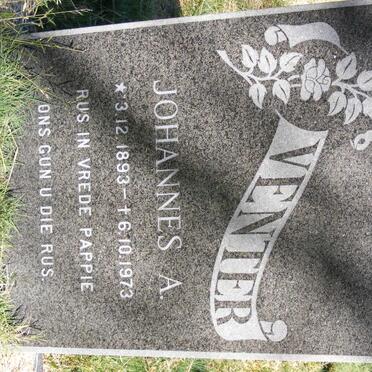 VENTER
JOHANNES A.
★3.12.1893—†6.10.1973
RUS IN VREDE PAPPIE
ONS GUN U DIE RUS.